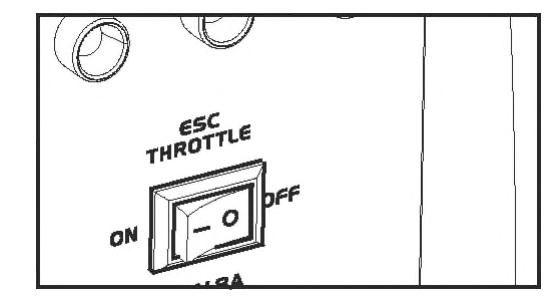 ESC
THROTTLE
OFF
ON
– O